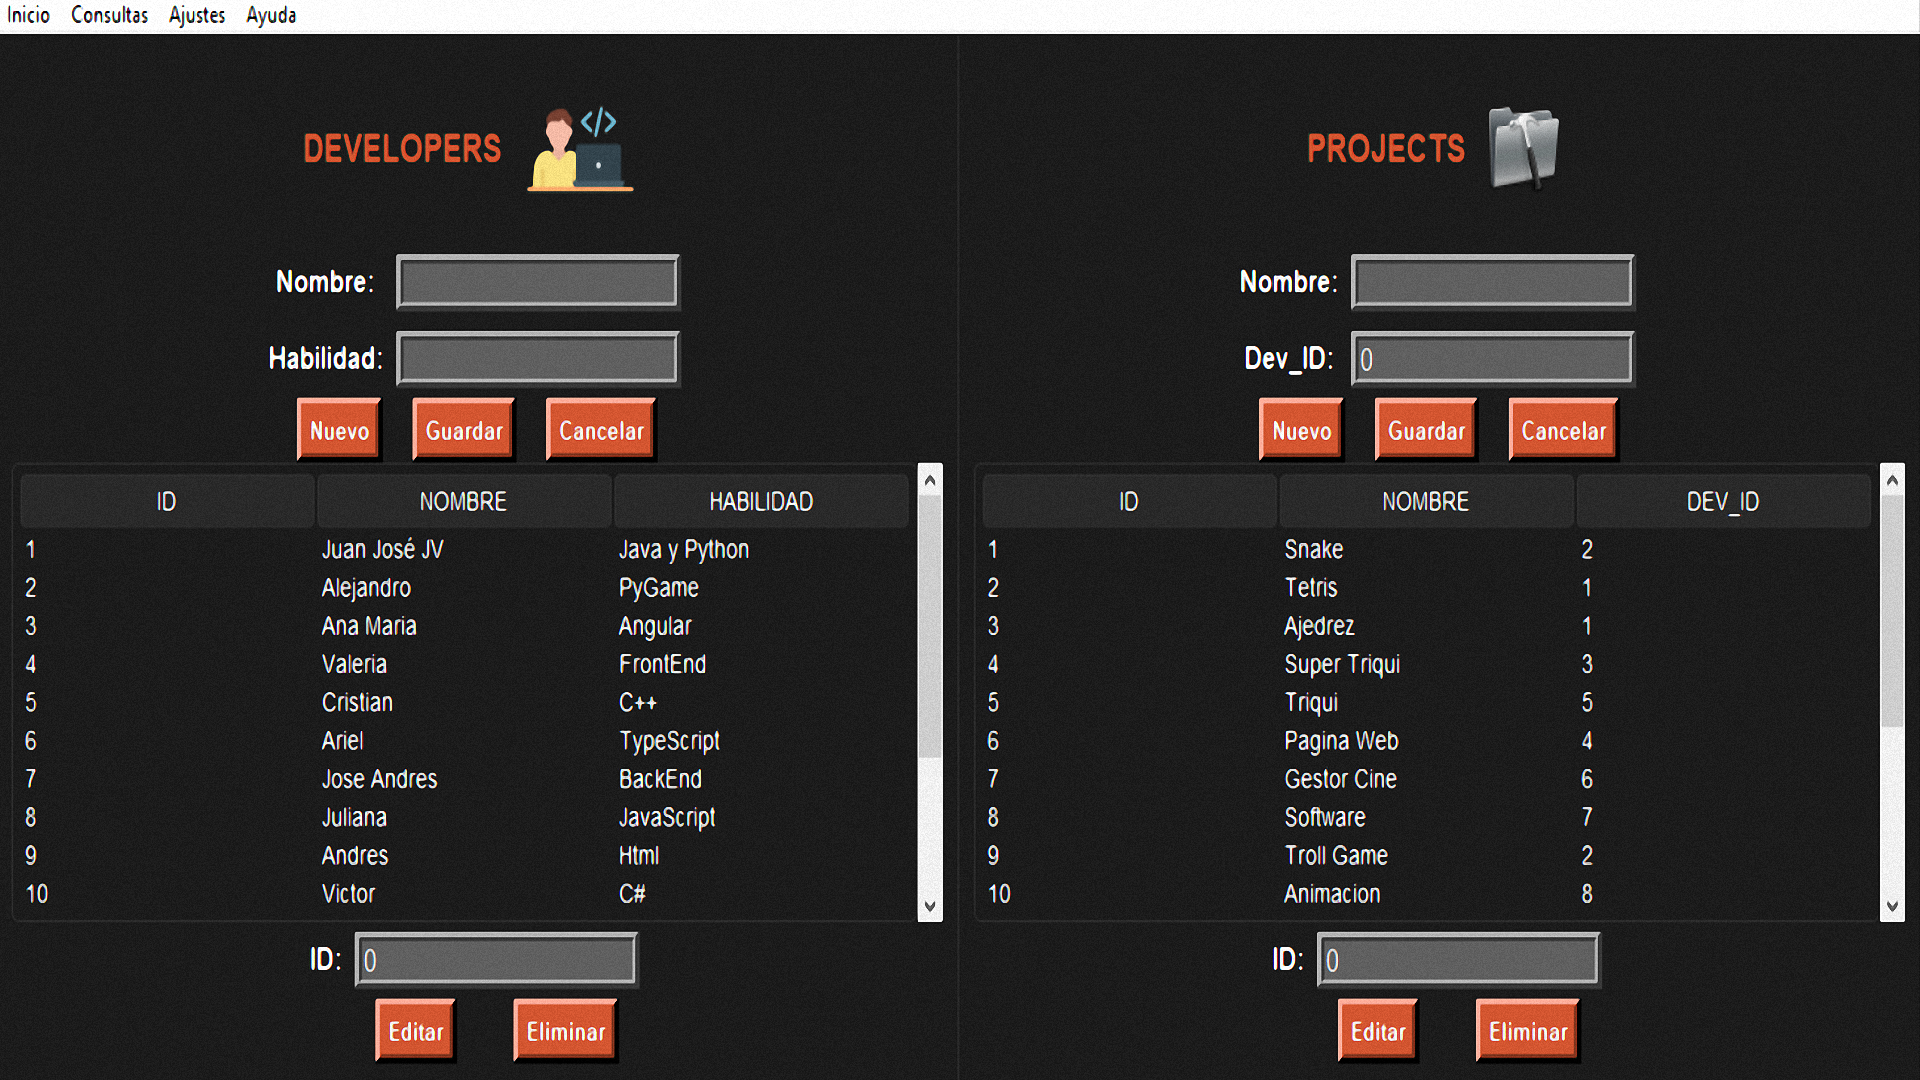 Inicio Consultas Ajustes Ayuda
DEVELOPERS </>
Nombre:
Habilidad:
Nuevo Guardar Cancelar
ID NOMBRE HABILIDAD
1 Juan José JV Java y Python
2 Alejandro PyGame
3 Ana Maria Angular
4 Valeria FrontEnd
5 Cristian C++
6 Ariel TypeScript
7 Jose Andres BackEnd
8 Juliana JavaScript
9 Andres Html
10 Victor C#
ID: 0
Editar Eliminar
PROJECTS
Nombre:
Dev_ID: 0
Nuevo Guardar Cancelar
ID NOMBRE DEV_ID
1 Snake 2
2 Tetris 1
3 Ajedrez 1
4 Super Triqui 3
5 Triqui 5
6 Pagina Web 4
7 Gestor Cine 6
8 Software 7
9 Troll Game 2
10 Animacion 8
ID: 0
Editar Eliminar